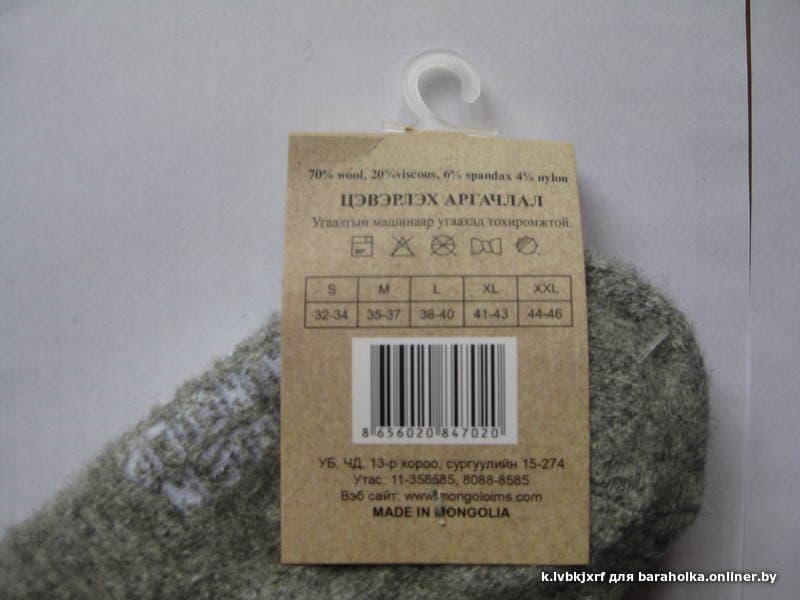 70% wool, 20%viscous, 6% spandax 4% nylon
ЦЭВЭРЛЭХ АРГАЧЛАЛ
Угаалгын машинаар угаахад тохиромжтой.
S M L XL XXL
32-34 35-37 38-40 41-43 44-46
8 656020 847020
УБ, ЧД, 13-р хороо, сургуулийн 15-274
Утас: 11-358585, 8088-8585
Вэб сайт: www.mongoloims.com
MADE IN MONGOLIA
k.lvbkjxrf для baraholka.onliner.by